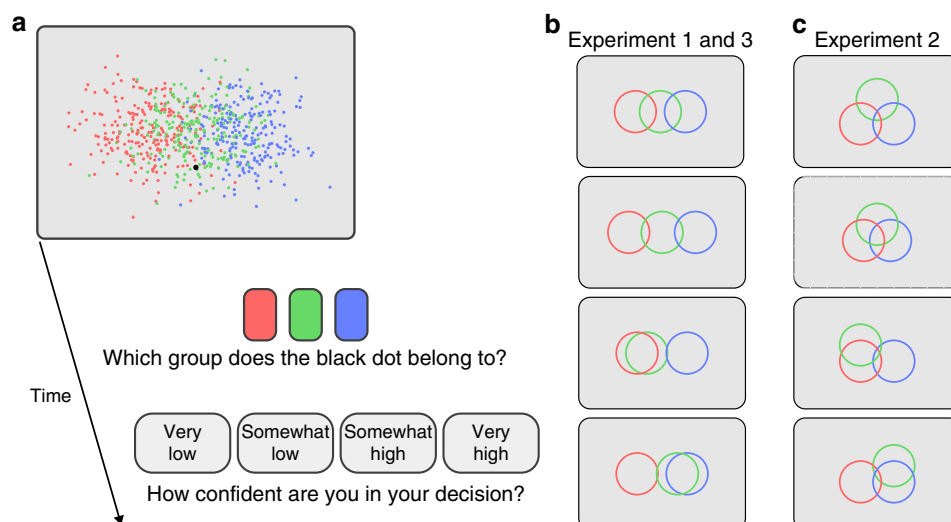 a
Which group does the black dot belong to?
Time
Very
low
Somewhat
low
Somewhat
high
Very
high
How confident are you in your decision?
b
Experiment 1 and 3
c
Experiment 2